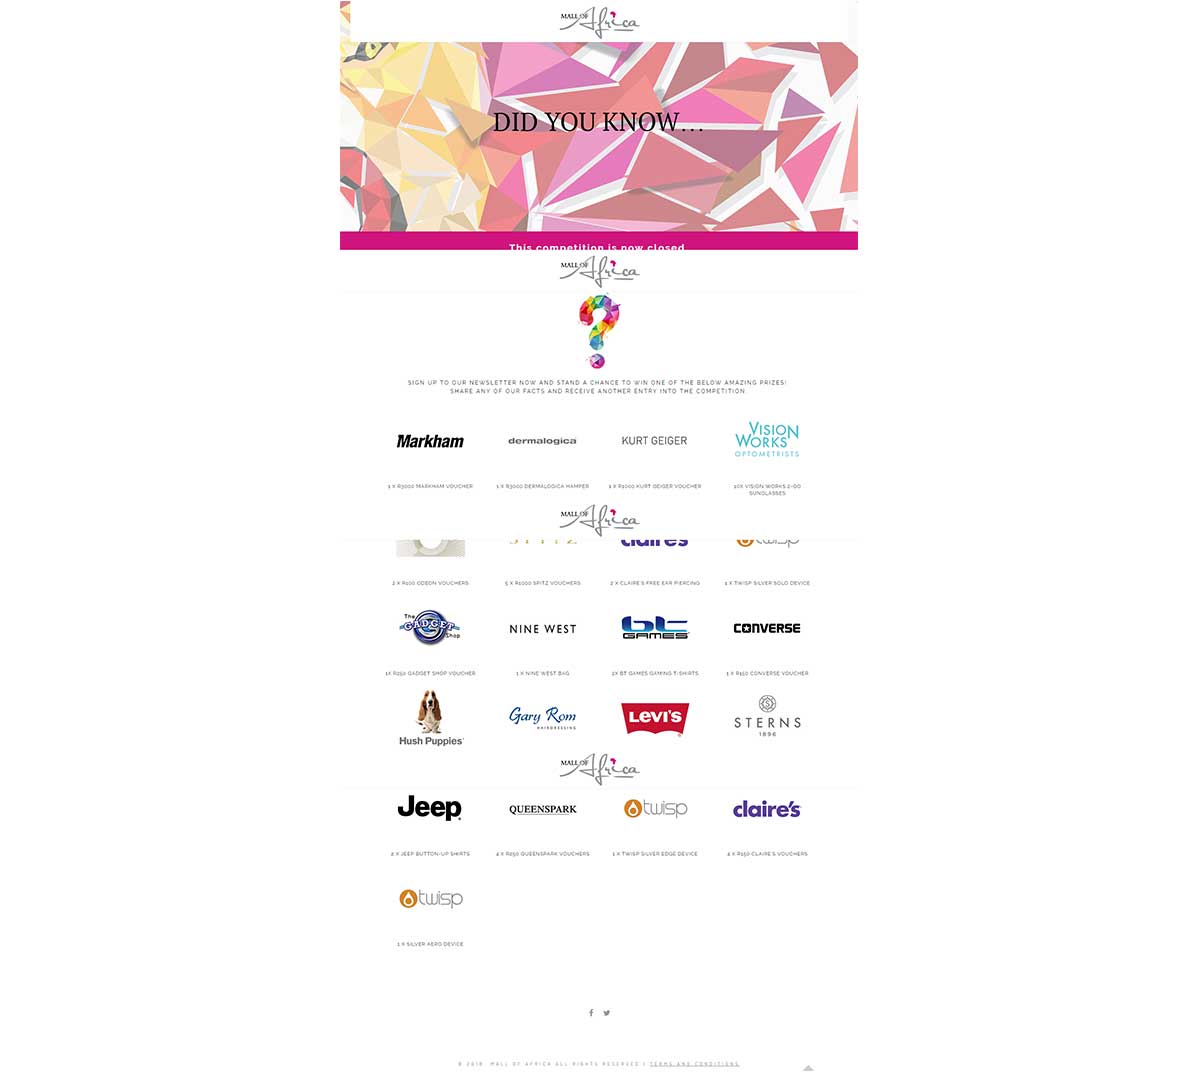 MALL OF Africa
DID YOU KNOW...
This competition is now closed
MALL OF Africa
?
SIGN UP TO OUR NEWSLETTER NOW AND STAND A CHANCE TO WIN ONE OF THE BELOW AMAZING PRIZES!
SHARE ANY OF OUR FACTS AND RECEIVE ANOTHER ENTRY INTO THE COMPETITION.
Markham
dermalogica
KURT GEIGER
VISION WORKS OPTOMETRISTS
1 X R3000 MARKHAM VOUCHER
1 X R3000 DERMALOGICA HAMPER
1 X R1000 KURT GEIGER VOUCHER
10X VISION WORKS 2-GO
SUNGLASSES
MALL OF Africa
claire's
twisp
2 X R100 ODEON VOUCHERS
5 X R1000 SPITZ VOUCHERS
2 X CLAIRE'S FREE EAR PIERCING
1 X TWISP SILVER SOLO DEVICE
The GADGET Shop
NINE WEST
bt GAMES
CONVERSE
1X R250 GADGET SHOP VOUCHER
1 X NINE WEST BAG
2X BT GAMES GAMING T-SHIRTS
1 X R150 CONVERSE VOUCHER
Hush Puppies
Gary Rom
HAIRDRESSING
LEVI'S
S
STERNS
1896
MALL OF Africa
Jeep
QUEENSPARK
twisp
claire's
2 X JEEP BUTTON-UP SHIRTS
4 X R250 QUEENSPARK VOUCHERS
1 X TWISP SILVER EDGE DEVICE
4 X R150 CLAIRE'S VOUCHERS
twisp
1 X SILVER AERO DEVICE
© 2018. MALL OF AFRICA ALL RIGHTS RESERVED | TERMS AND CONDITIONS